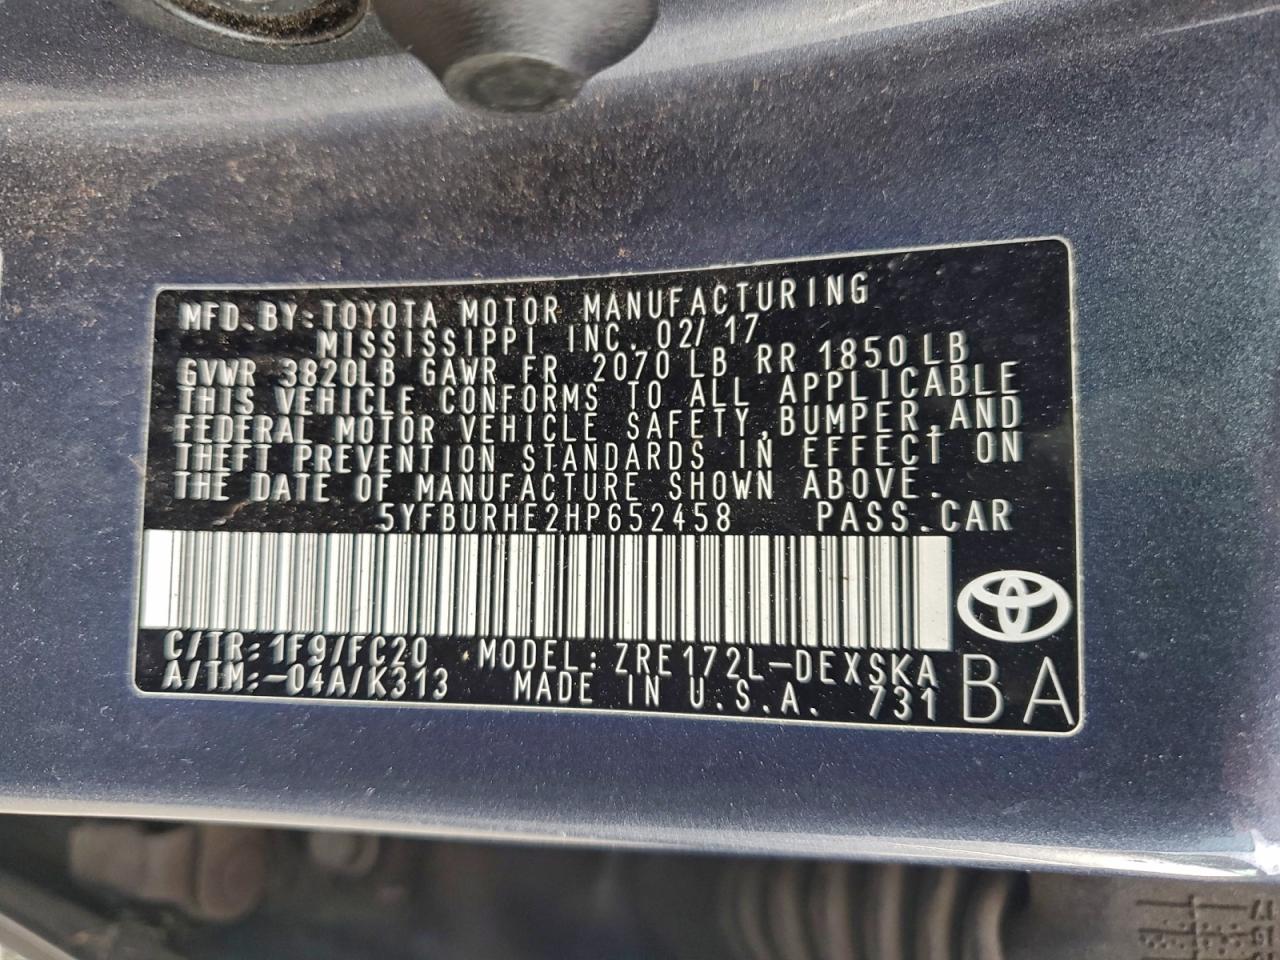 MFD.BY:TOYOTA MOTOR MANUFACTURING
MISSISSIPPI INC. 02/17
GVWR 3820LB GAWR FR 2070 LB RR 1850 LB
THIS VEHICLE CONFORMS TO ALL APPLICABLE
FEDERAL MOTOR VEHICLE SAFETY,BUMPER,AND
THEFT PREVENTION STANDARDS IN EFFECT ON
THE DATE OF MANUFACTURE SHOWN ABOVE.
5YFBURHE2HP652458 PASS.CAR
C/TR:1F9/FC20 MODEL:ZRE172L-DEXSKA
A/TM:-04A/K313 MADE IN U.S.A. 731
BA